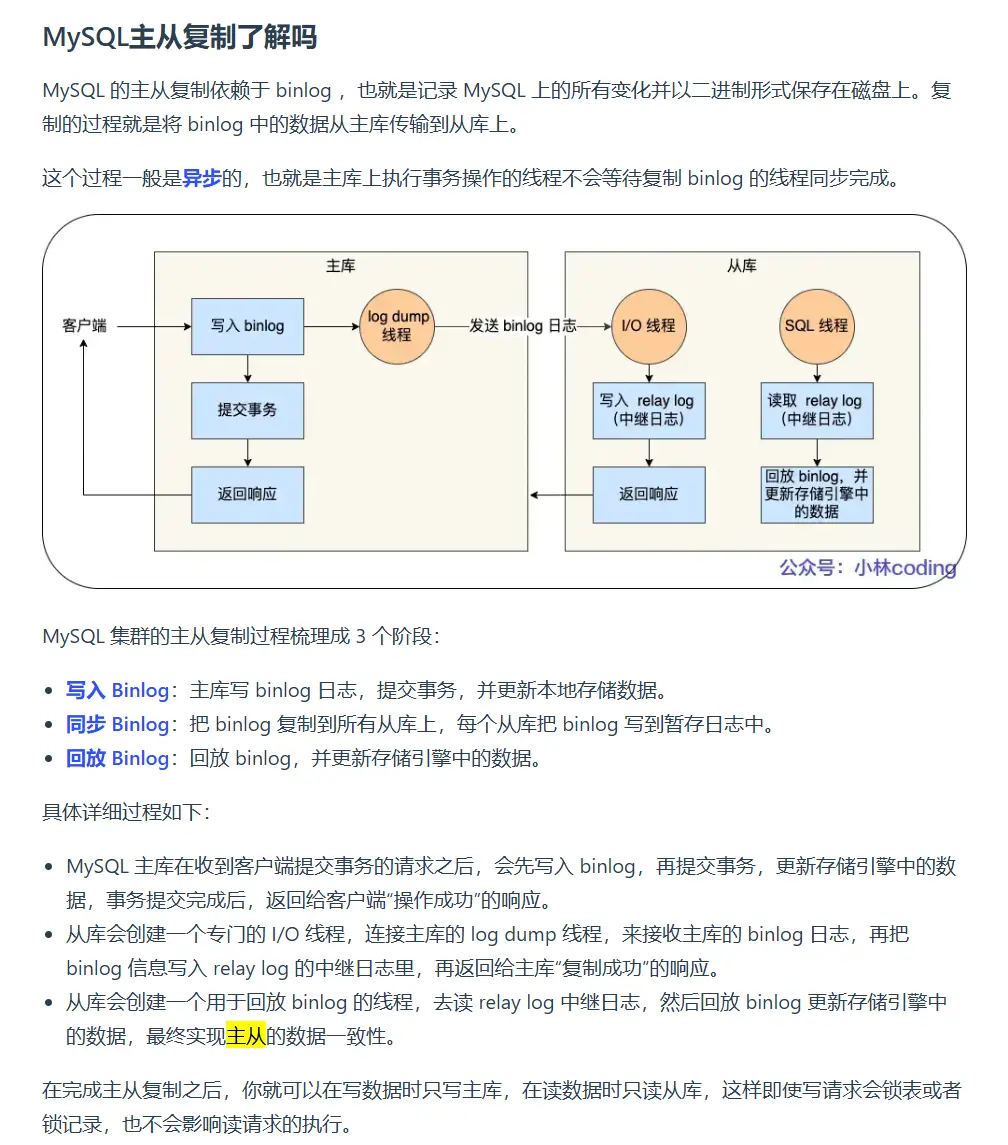 MySQL主从复制了解吗
MySQL 的主从复制依赖于 binlog ，也就是记录 MySQL 上的所有变化并以二进制形式保存在磁盘上。复
制的过程就是将 binlog 中的数据从主库传输到从库上。
这个过程一般是异步的，也就是主库上执行事务操作的线程不会等待复制 binlog 的线程同步完成。
主库
从库
客户端
写入 binlog
log dump
线程
发送 binlog 日志
I/O 线程
SQL 线程
提交事务
写入 relay log
（中继日志）
读取 relay log
（中继日志）
返回响应
返回响应
回放 binlog，并
更新存储引擎中
的数据
公众号：小林coding
MySQL 集群的主从复制过程梳理成 3 个阶段：
• 写入 Binlog：主库写 binlog 日志，提交事务，并更新本地存储数据。
• 同步 Binlog：把 binlog 复制到所有从库上，每个从库把 binlog 写到暂存日志中。
• 回放 Binlog：回放 binlog，并更新存储引擎中的数据。
具体详细过程如下：
• MySQL 主库在收到客户端提交事务的请求之后，会先写入 binlog，再提交事务，更新存储引擎中的数
据，事务提交完成后，返回给客户端“操作成功”的响应。
• 从库会创建一个专门的 I/O 线程，连接主库的 log dump 线程，来接收主库的 binlog 日志，再把
binlog 信息写入 relay log 的中继日志里，再返回给主库“复制成功”的响应。
• 从库会创建一个用于回放 binlog 的线程，去读 relay log 中继日志，然后回放 binlog 更新存储引擎中
的数据，最终实现主从的数据一致性。
在完成主从复制之后，你就可以在写数据时只写主库，在读数据时只读从库，这样即使写请求会锁表或者
锁记录，也不会影响读请求的执行。